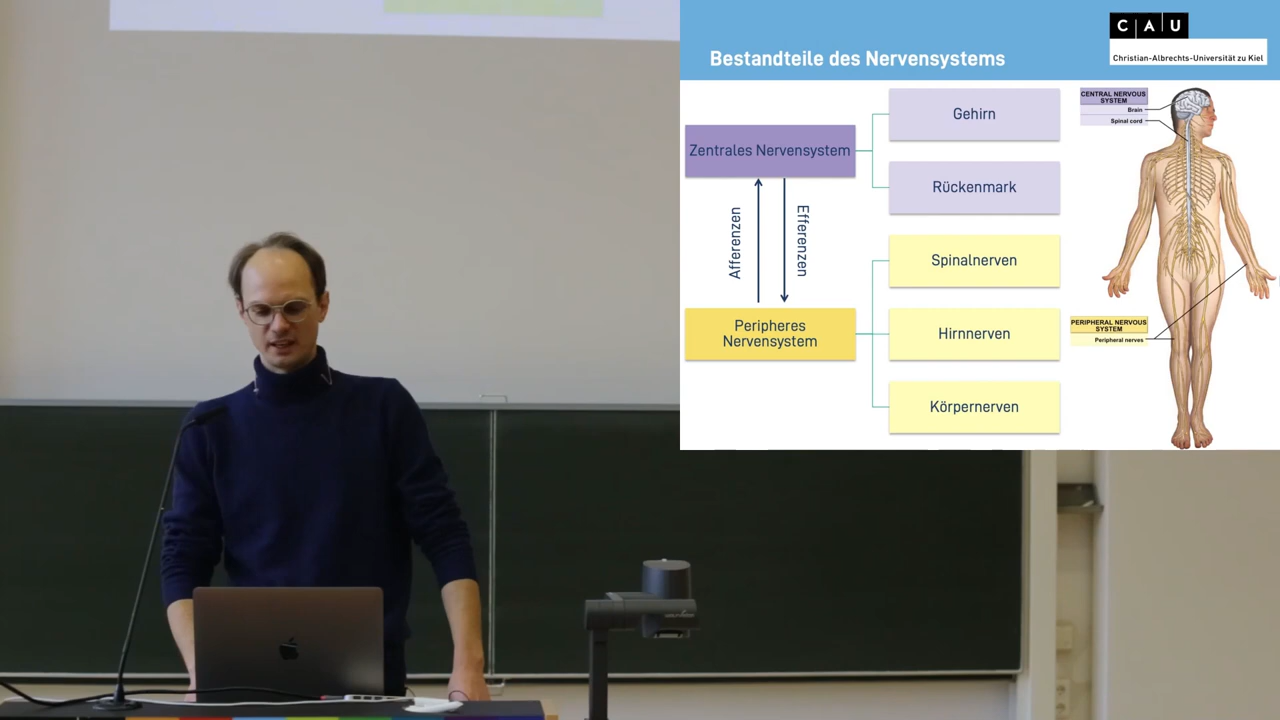 Bestandteile des Nervensystems
C A U
Christian-Albrechts-Universität zu Kiel
Zentrales Nervensystem
Gehirn
Rückenmark
Afferenzen
Efferenzen
Peripheres
Nervensystem
Spinalnerven
Hirnnerven
Körpernerven
CENTRAL NERVOUS
SYSTEM
Brain
Spinal cord
PERIPHERAL NERVOUS
SYSTEM
Peripheral nerves